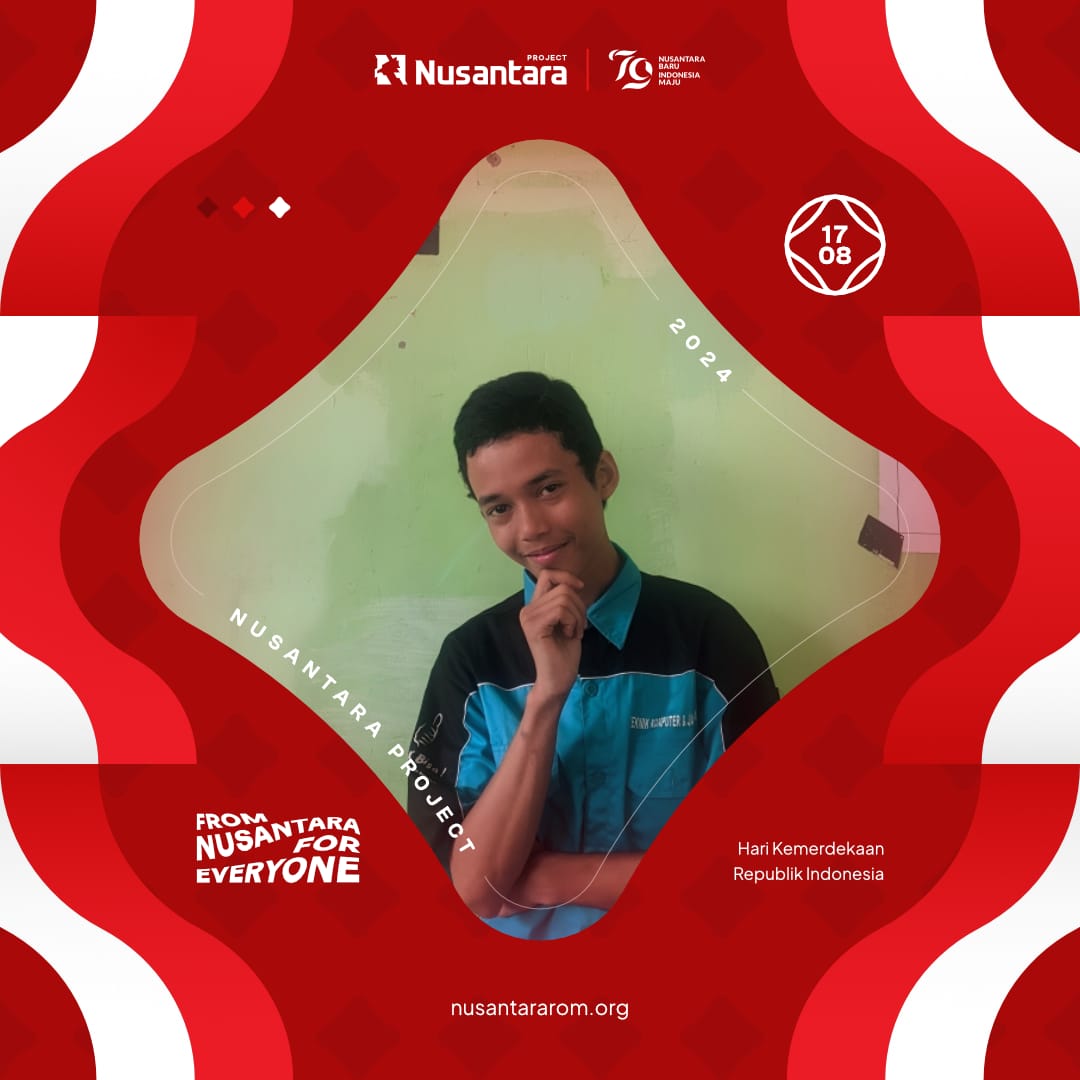 PROJECT
Nusantara
79
NUSANTARA
BARU
INDONESIA
MAJU
17
08
2024
NUSANTARA PROJECT
KOMPUTER &
FROM
NUSANTARA
FOR
EVERYONE
Hari Kemerdekaan
Republik Indonesia
nusantararom.org